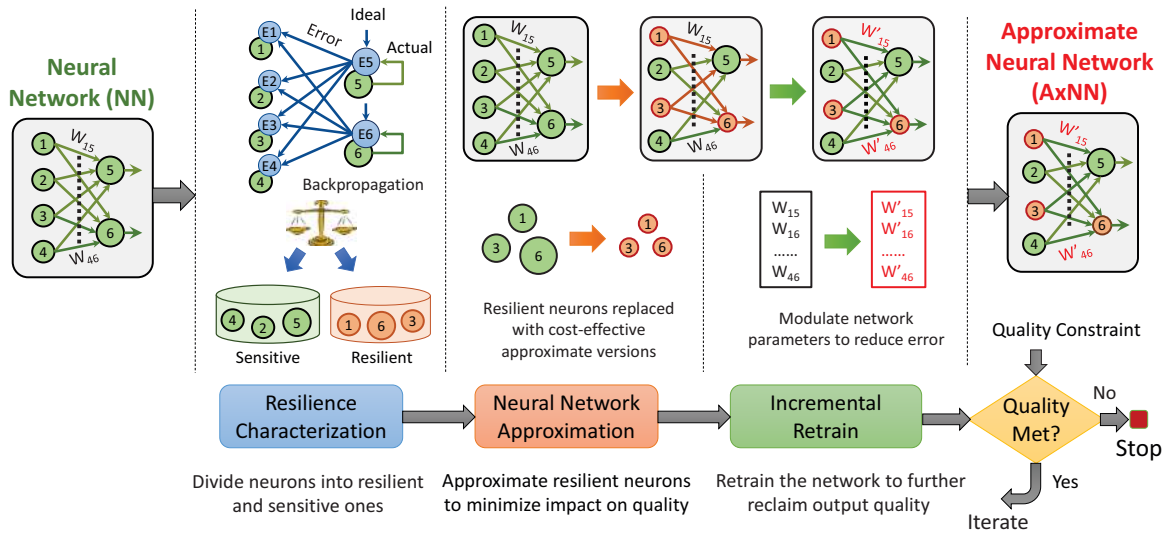 Neural
Network (NN)
1
2
3
4
5
6
W15
W46
Ideal
Error
Actual
E1
1
E2
2
E3
3
E4
4
E5
5
E6
6
Backpropagation
4
2
5
Sensitive
1
6
3
Resilient
1
2
3
4
5
6
W15
W46
1
2
3
4
5
6
W15
W46
1
2
3
4
5
6
W'15
W'46
1
3
6
1
3
6
Resilient neurons replaced
with cost-effective
approximate versions
W15
W16
......
W46
W'15
W'16
......
W'46
Modulate network
parameters to reduce error
Approximate
Neural Network
(AxNN)
1
2
3
4
5
6
W'15
W'46
Resilience
Characterization
Neural Network
Approximation
Incremental
Retrain
Quality Constraint
Quality
Met?
No
Stop
Yes
Iterate
Divide neurons into resilient
and sensitive ones
Approximate resilient neurons
to minimize impact on quality
Retrain the network to further
reclaim output quality